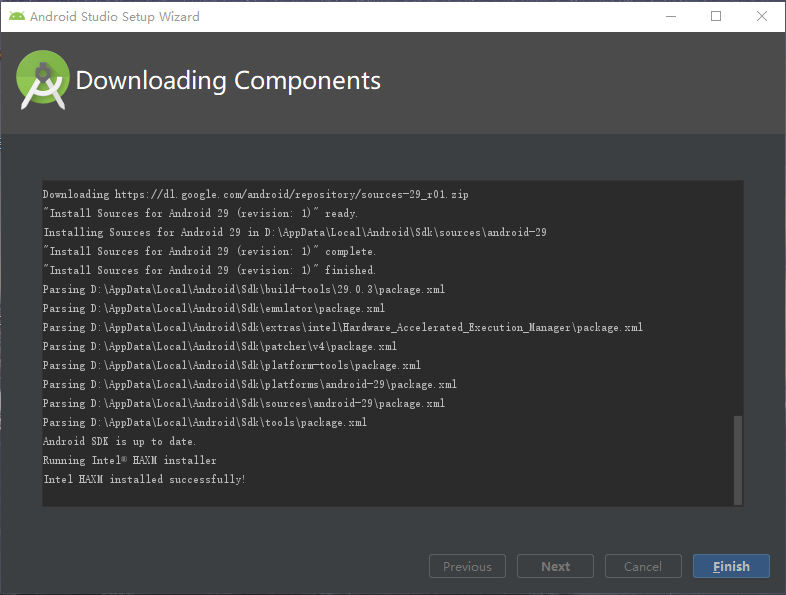 Android Studio Setup Wizard
Downloading Components
Downloading https://dl.google.com/android/repository/sources-29_r01.zip
"Install Sources for Android 29 (revision: 1)" ready.
Installing Sources for Android 29 in D:\AppData\Local\Android\Sdk\sources\android-29
"Install Sources for Android 29 (revision: 1)" complete.
"Install Sources for Android 29 (revision: 1)" finished.
Parsing D:\AppData\Local\Android\Sdk\build-tools\29.0.3\package.xml
Parsing D:\AppData\Local\Android\Sdk\emulator\package.xml
Parsing D:\AppData\Local\Android\Sdk\extras\intel\Hardware_Accelerated_Execution_Manager\package.xml
Parsing D:\AppData\Local\Android\Sdk\patcher\v4\package.xml
Parsing D:\AppData\Local\Android\Sdk\platform-tools\package.xml
Parsing D:\AppData\Local\Android\Sdk\platforms\android-29\package.xml
Parsing D:\AppData\Local\Android\Sdk\sources\android-29\package.xml
Parsing D:\AppData\Local\Android\Sdk\tools\package.xml
Android SDK is up to date.
Running Intel® HAXM installer
Intel HAXM installed successfully!
Previous Next Cancel Finish